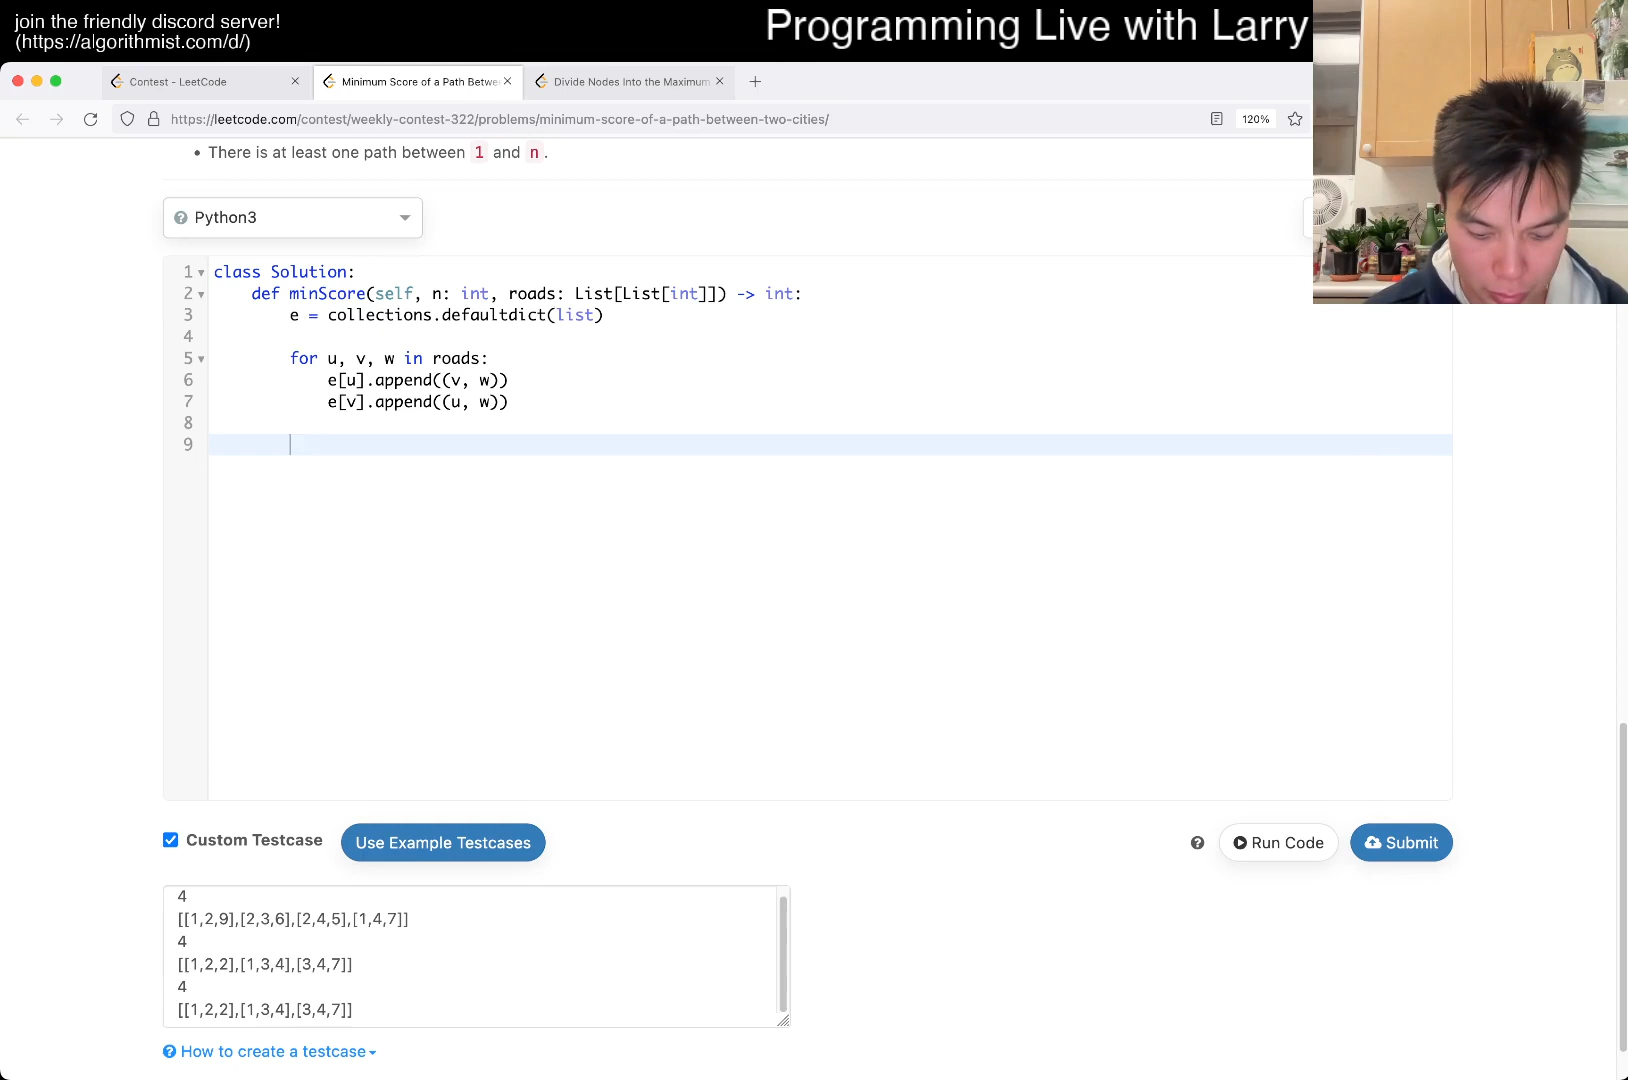 join the friendly discord server!
(https://algorithmist.com/d/)
Programming Live with Larry
Contest - LeetCode
Minimum Score of a Path Betwe
Divide Nodes Into the Maximum
https://leetcode.com/contest/weekly-contest-322/problems/minimum-score-of-a-path-between-two-cities/
120%
• There is at least one path between 1 and n.
Python3
1 class Solution:
2 def minScore(self, n: int, roads: List[List[int]]) -> int:
3 e = collections.defaultdict(list)
4
5 for u, v, w in roads:
6 e[u].append((v, w))
7 e[v].append((u, w))
8
9
Custom Testcase
Use Example Testcases
Run Code
Submit
4
[[1,2,9],[2,3,6],[2,4,5],[1,4,7]]
4
[[1,2,2],[1,3,4],[3,4,7]]
4
[[1,2,2],[1,3,4],[3,4,7]]
How to create a testcase